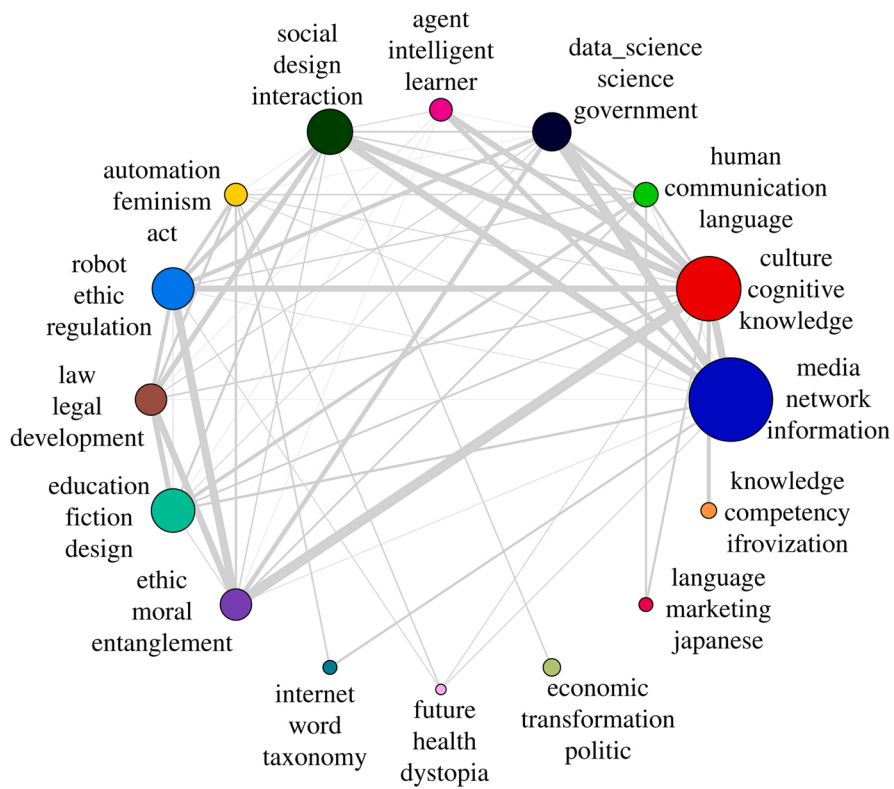 social
design
interaction
agent
intelligent
learner
data_science
science
government
human
communication
language
culture
cognitive
knowledge
media
network
information
knowledge
competency
ifrovization
language
marketing
japanese
economic
transformation
politic
future
health
dystopia
internet
word
taxonomy
ethic
moral
entanglement
education
fiction
design
law
legal
development
robot
ethic
regulation
automation
feminism
act